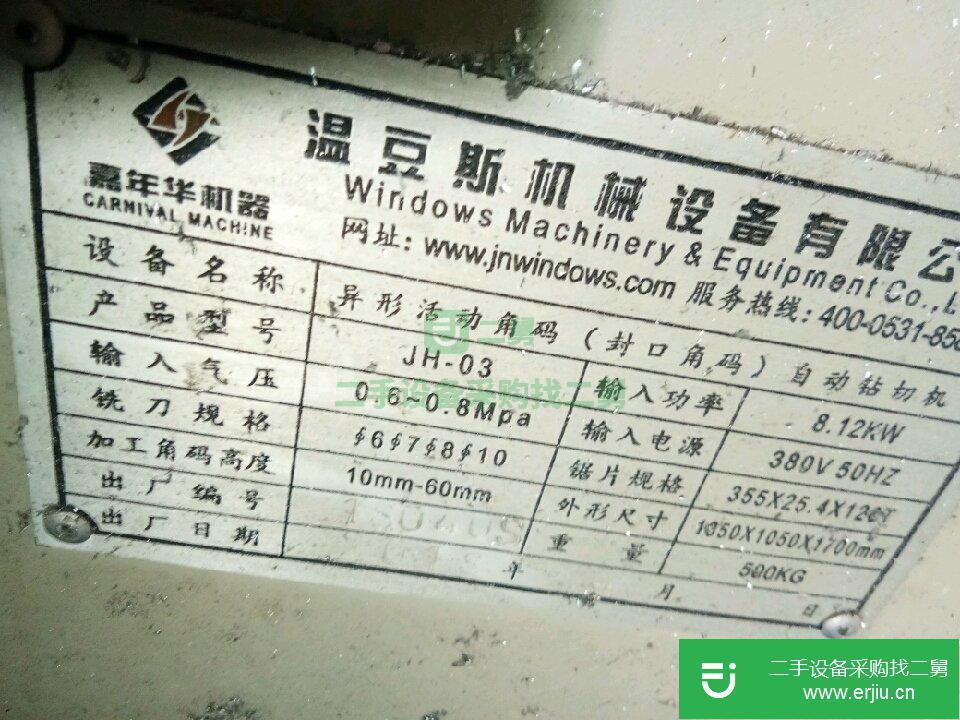 温豆斯机械设备有限公
嘉年华机器
CARNIVAL MACHINE
Windows Machinery & Equipment Co.,L
网址：www.jnwindows.com 服务热线：400-0531-85
设备名称 异形活动角码（封口角码）自动钻切机
产品型号 JH-03 输入功率 8.12KW
输入气压 0.6~0.8Mpa 输入电源 380V 50HZ
铣刀规格 φ6φ7φ8φ10 锯片规格 355X25.4X120T
加工角码高度 10mm-60mm 外形尺寸 1050X1050X1700mm
出厂编号 重量 500KG
出厂日期 年 月 日
二舅
二手设备采购找二舅
二手设备采购找二舅
www.erjiu.cn